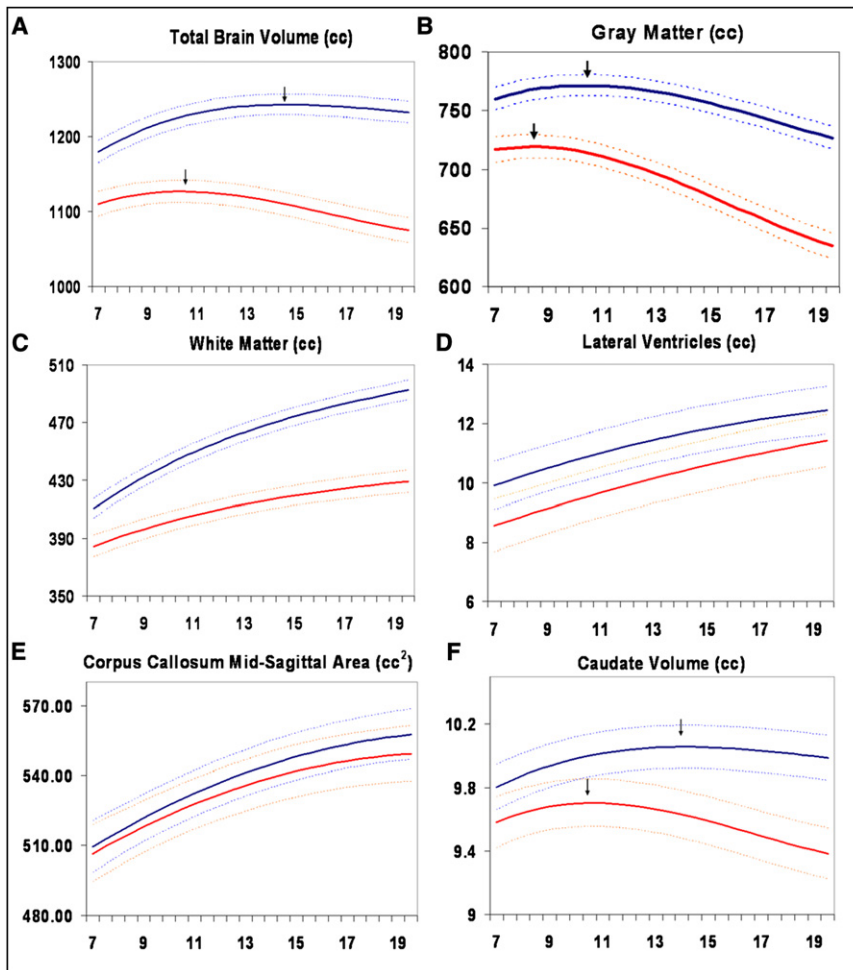 A
Total Brain Volume (cc)
1300
1200
1100
1000
7 9 11 13 15 17 19
B
Gray Matter (cc)
800
750
700
650
600
7 9 11 13 15 17 19
C
White Matter (cc)
510
470
430
390
350
7 9 11 13 15 17 19
D
Lateral Ventricles (cc)
14
12
10
8
6
7 9 11 13 15 17 19
E
Corpus Callosum Mid-Sagittal Area (cc²)
570.00
540.00
510.00
480.00
7 9 11 13 15 17 19
F
Caudate Volume (cc)
10.2
9.8
9.4
9
7 9 11 13 15 17 19